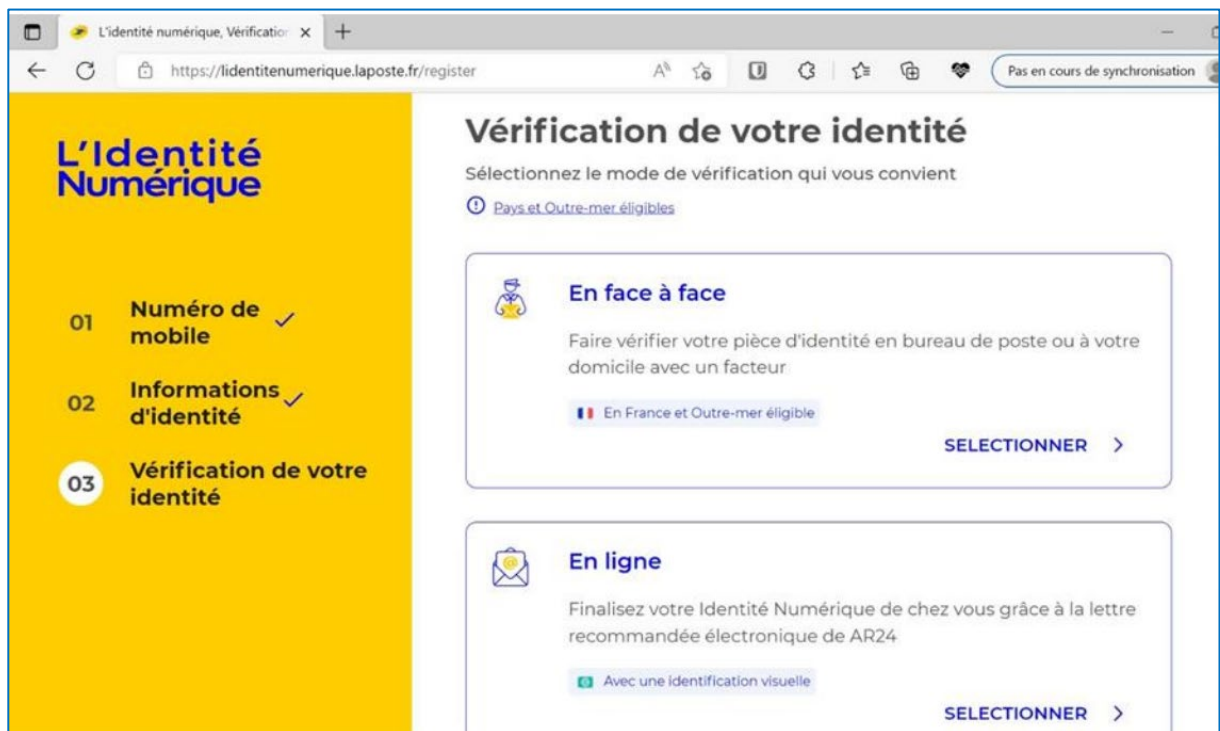 L'identité numérique, Vérification
https://lidentitenumerique.laposte.fr/register
Pas en cours de synchronisation
L'Identité
Numérique
01
Numéro de
mobile
02
Informations
d'identité
03
Vérification de votre
identité
Vérification de votre identité
Sélectionnez le mode de vérification qui vous convient
Pays et Outre-mer éligibles
En face à face
Faire vérifier votre pièce d'identité en bureau de poste ou à votre
domicile avec un facteur
En France et Outre-mer éligible
SELECTIONNER
En ligne
Finalisez votre Identité Numérique de chez vous grâce à la lettre
recommandée électronique de AR24
Avec une identification visuelle
SELECTIONNER